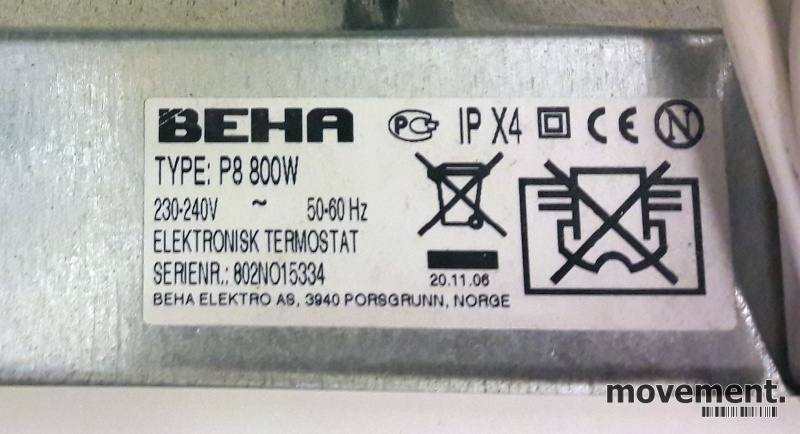 BEHA PC IP X4 CE N
TYPE: P8 800W
230-240V ~ 50-60 Hz
ELEKTRONISK TERMOSTAT
SERIENR.: 802NO15334
20.11.06
BEHA ELEKTRO AS, 3940 PORSGRUNN, NORGE
movement.